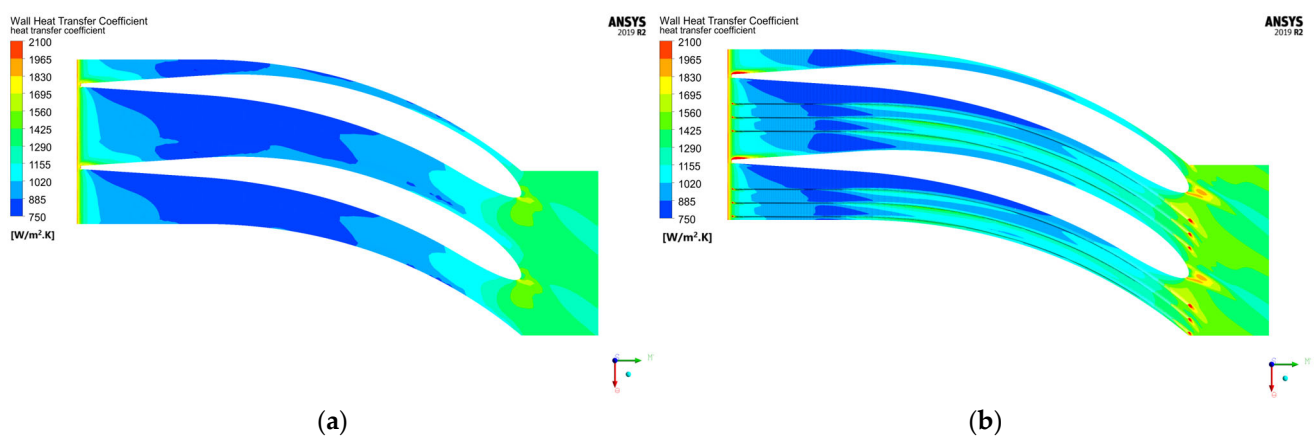 Wall Heat Transfer Coefficient
heat transfer coefficient
2100
1965
1830
1695
1560
1425
1290
1155
1020
885
750
[W/m².K]
ANSYS
2019 R2
(a)
Wall Heat Transfer Coefficient
heat transfer coefficient
2100
1965
1830
1695
1560
1425
1290
1155
1020
885
750
[W/m².K]
ANSYS
2019 R2
(b)